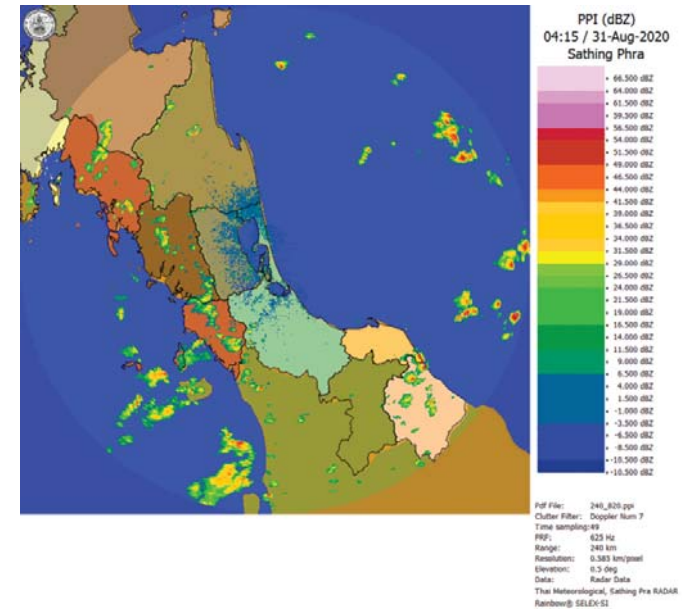 PPI (dBZ)
04:15 / 31-Aug-2020
Sathing Phra
66.500 dBZ
64.000 dBZ
61.500 dBZ
59.500 dBZ
56.500 dBZ
54.000 dBZ
51.500 dBZ
49.000 dBZ
46.500 dBZ
44.000 dBZ
41.500 dBZ
39.000 dBZ
36.500 dBZ
34.000 dBZ
31.500 dBZ
29.000 dBZ
26.500 dBZ
24.000 dBZ
21.500 dBZ
19.000 dBZ
16.500 dBZ
14.000 dBZ
11.500 dBZ
9.000 dBZ
6.500 dBZ
4.000 dBZ
1.500 dBZ
-1.000 dBZ
-3.500 dBZ
-6.000 dBZ
-8.500 dBZ
-10.500 dBZ
-10.500 dBZ
Pdf File: 240_820.ppi
Clutter Filter: Doppler Num 7
Time sampling:49
PRF: 625 Hz
Range: 240 km
Resolution: 0.585 km/pixel
Elevation: 0.5 deg
Data: Radar Data
Thai Meteorological, Sathing Pra RADAR
Rainbow® SELEX-SI